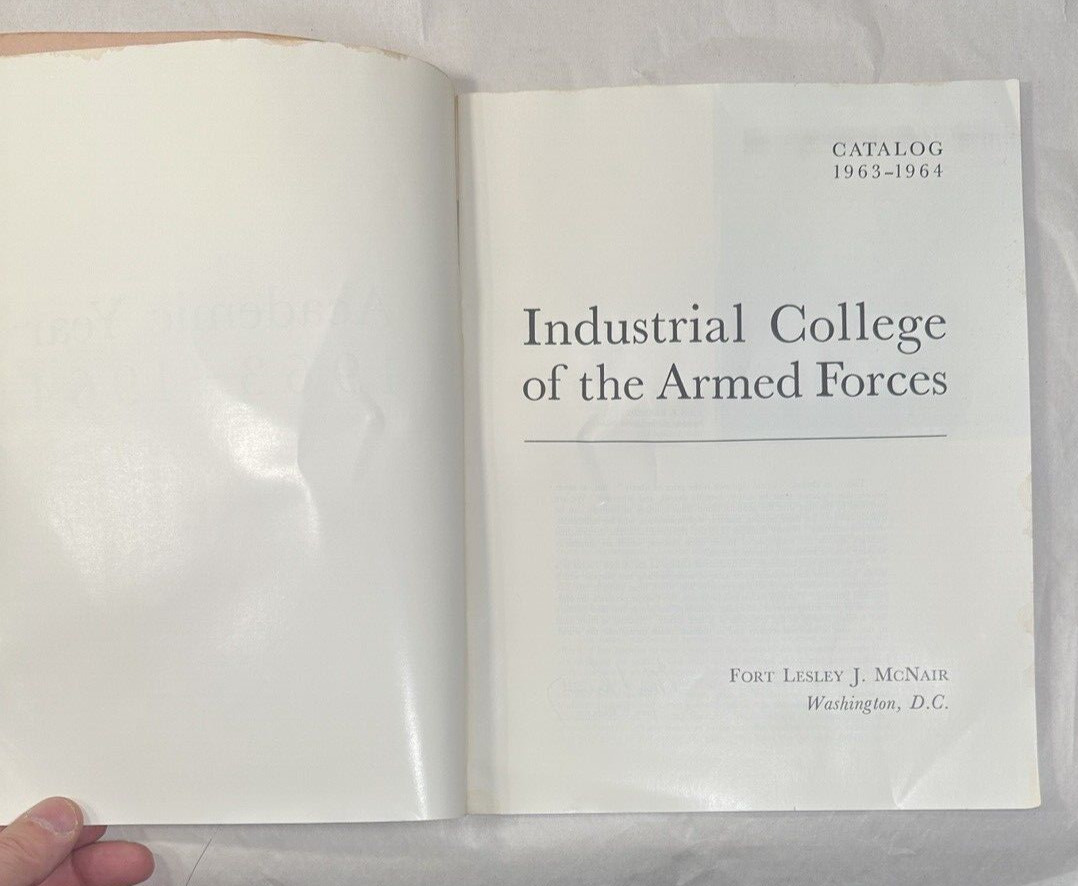 CATALOG
1963–1964
Industrial College
of the Armed Forces
FORT LESLEY J. MCNAIR
Washington, D.C.